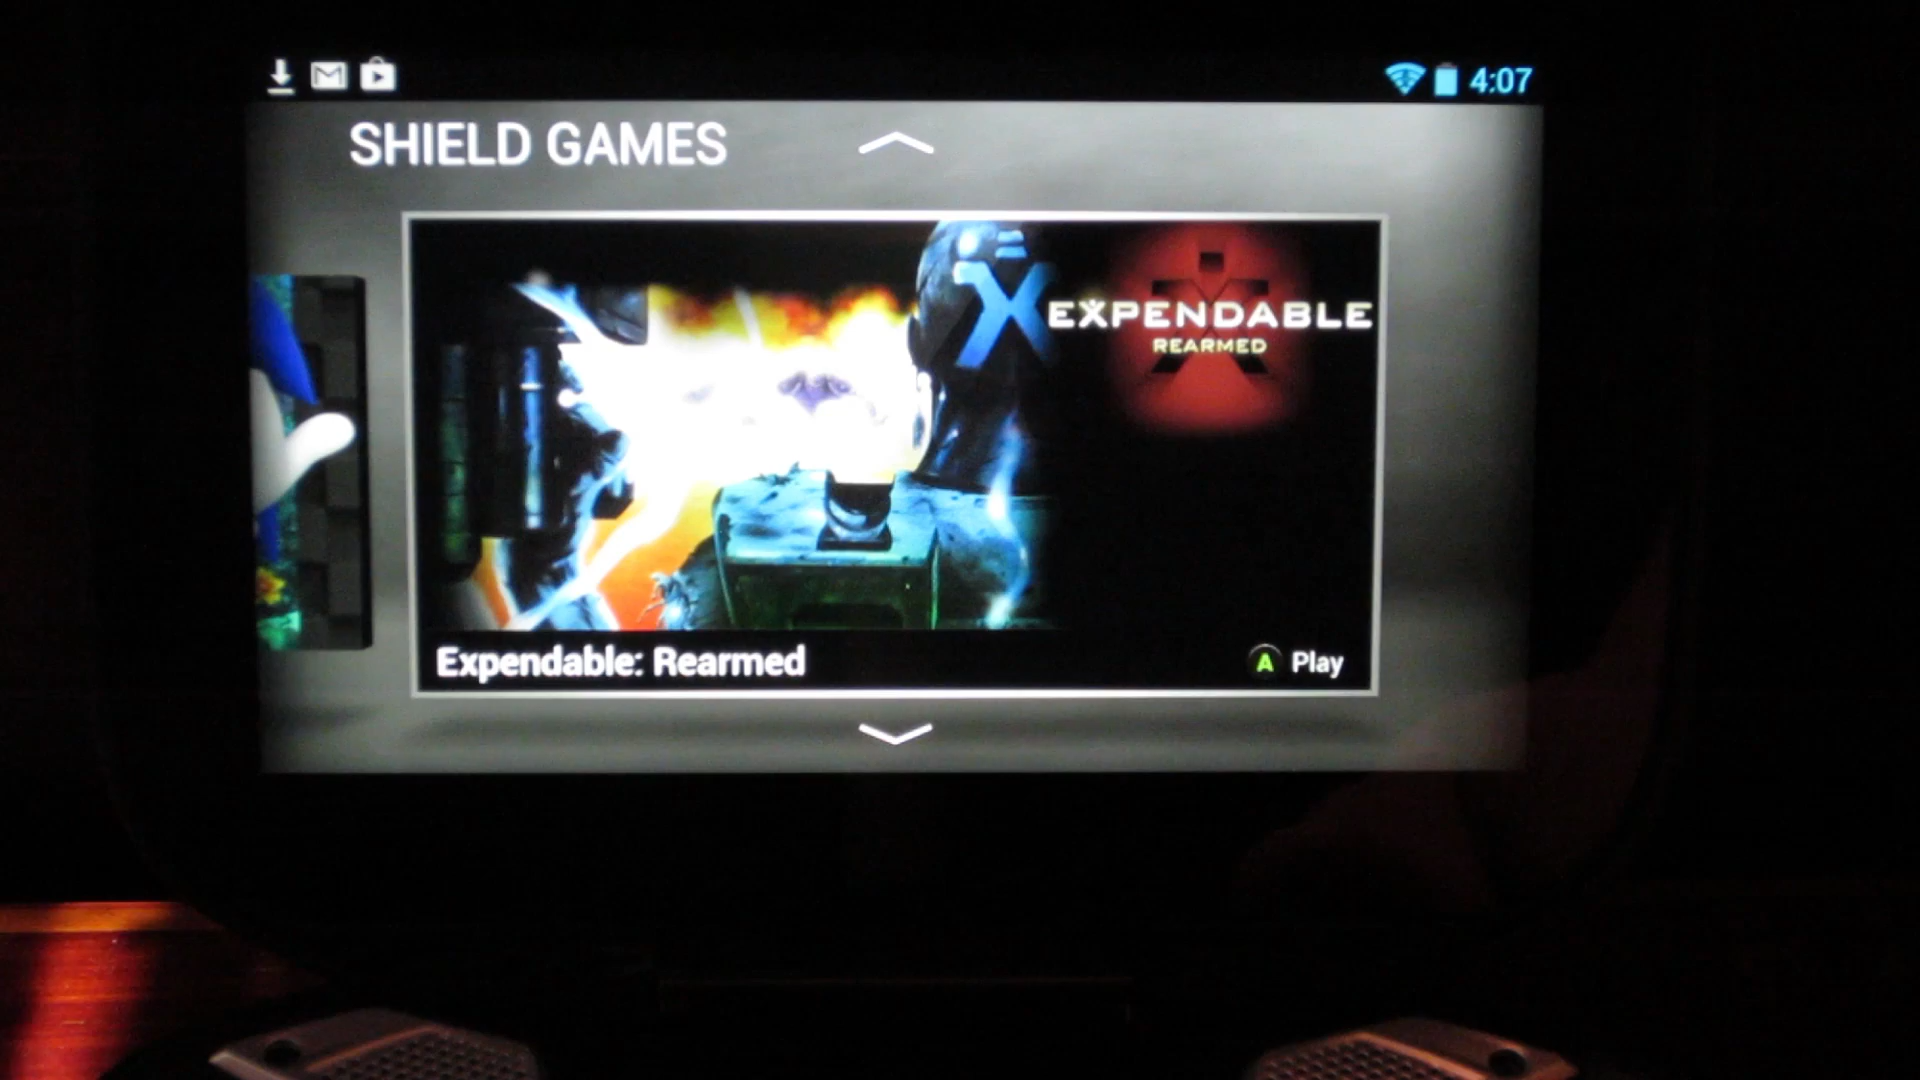 4:07
SHIELD GAMES
EXPENDABLE
REARMED
Expendable: Rearmed
A Play